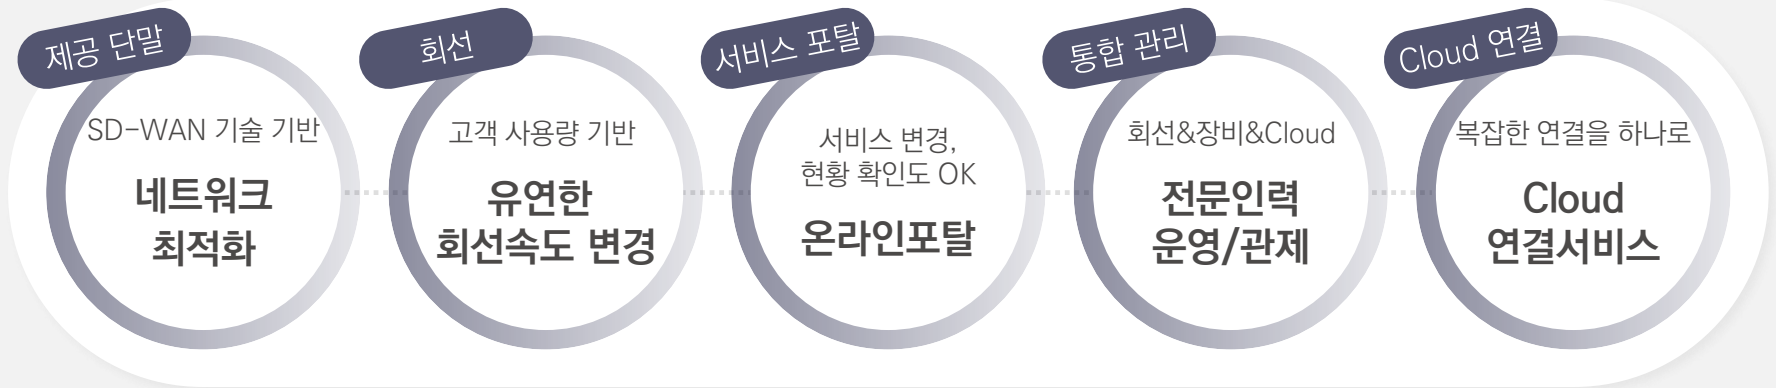 제공 단말
SD-WAN 기술 기반
네트워크
최적화
회선
고객 사용량 기반
유연한
회선속도 변경
서비스 포탈
서비스 변경,
현황 확인도 OK
온라인포탈
통합 관리
회선&장비&Cloud
전문인력
운영/관제
Cloud 연결
복잡한 연결을 하나로
Cloud
연결서비스